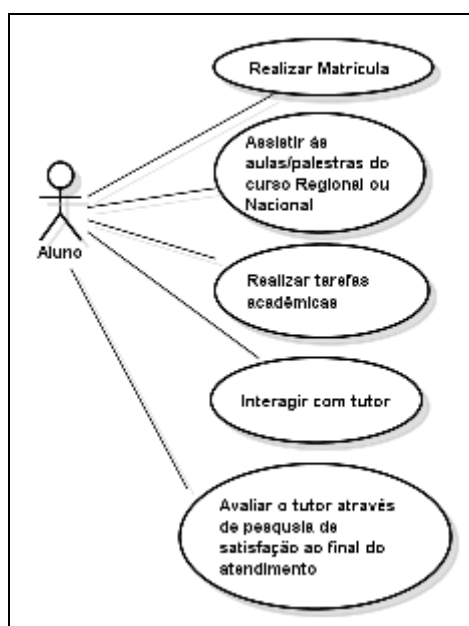 Realizar Matrícula
Assistir às
aulas/palestras do
curso Regional ou
Nacional
Aluno
Realizar tarefas
acadêmicas
Interagir com tutor
Avaliar o tutor através
de pesquisa de
satisfação ao final do
atendimento